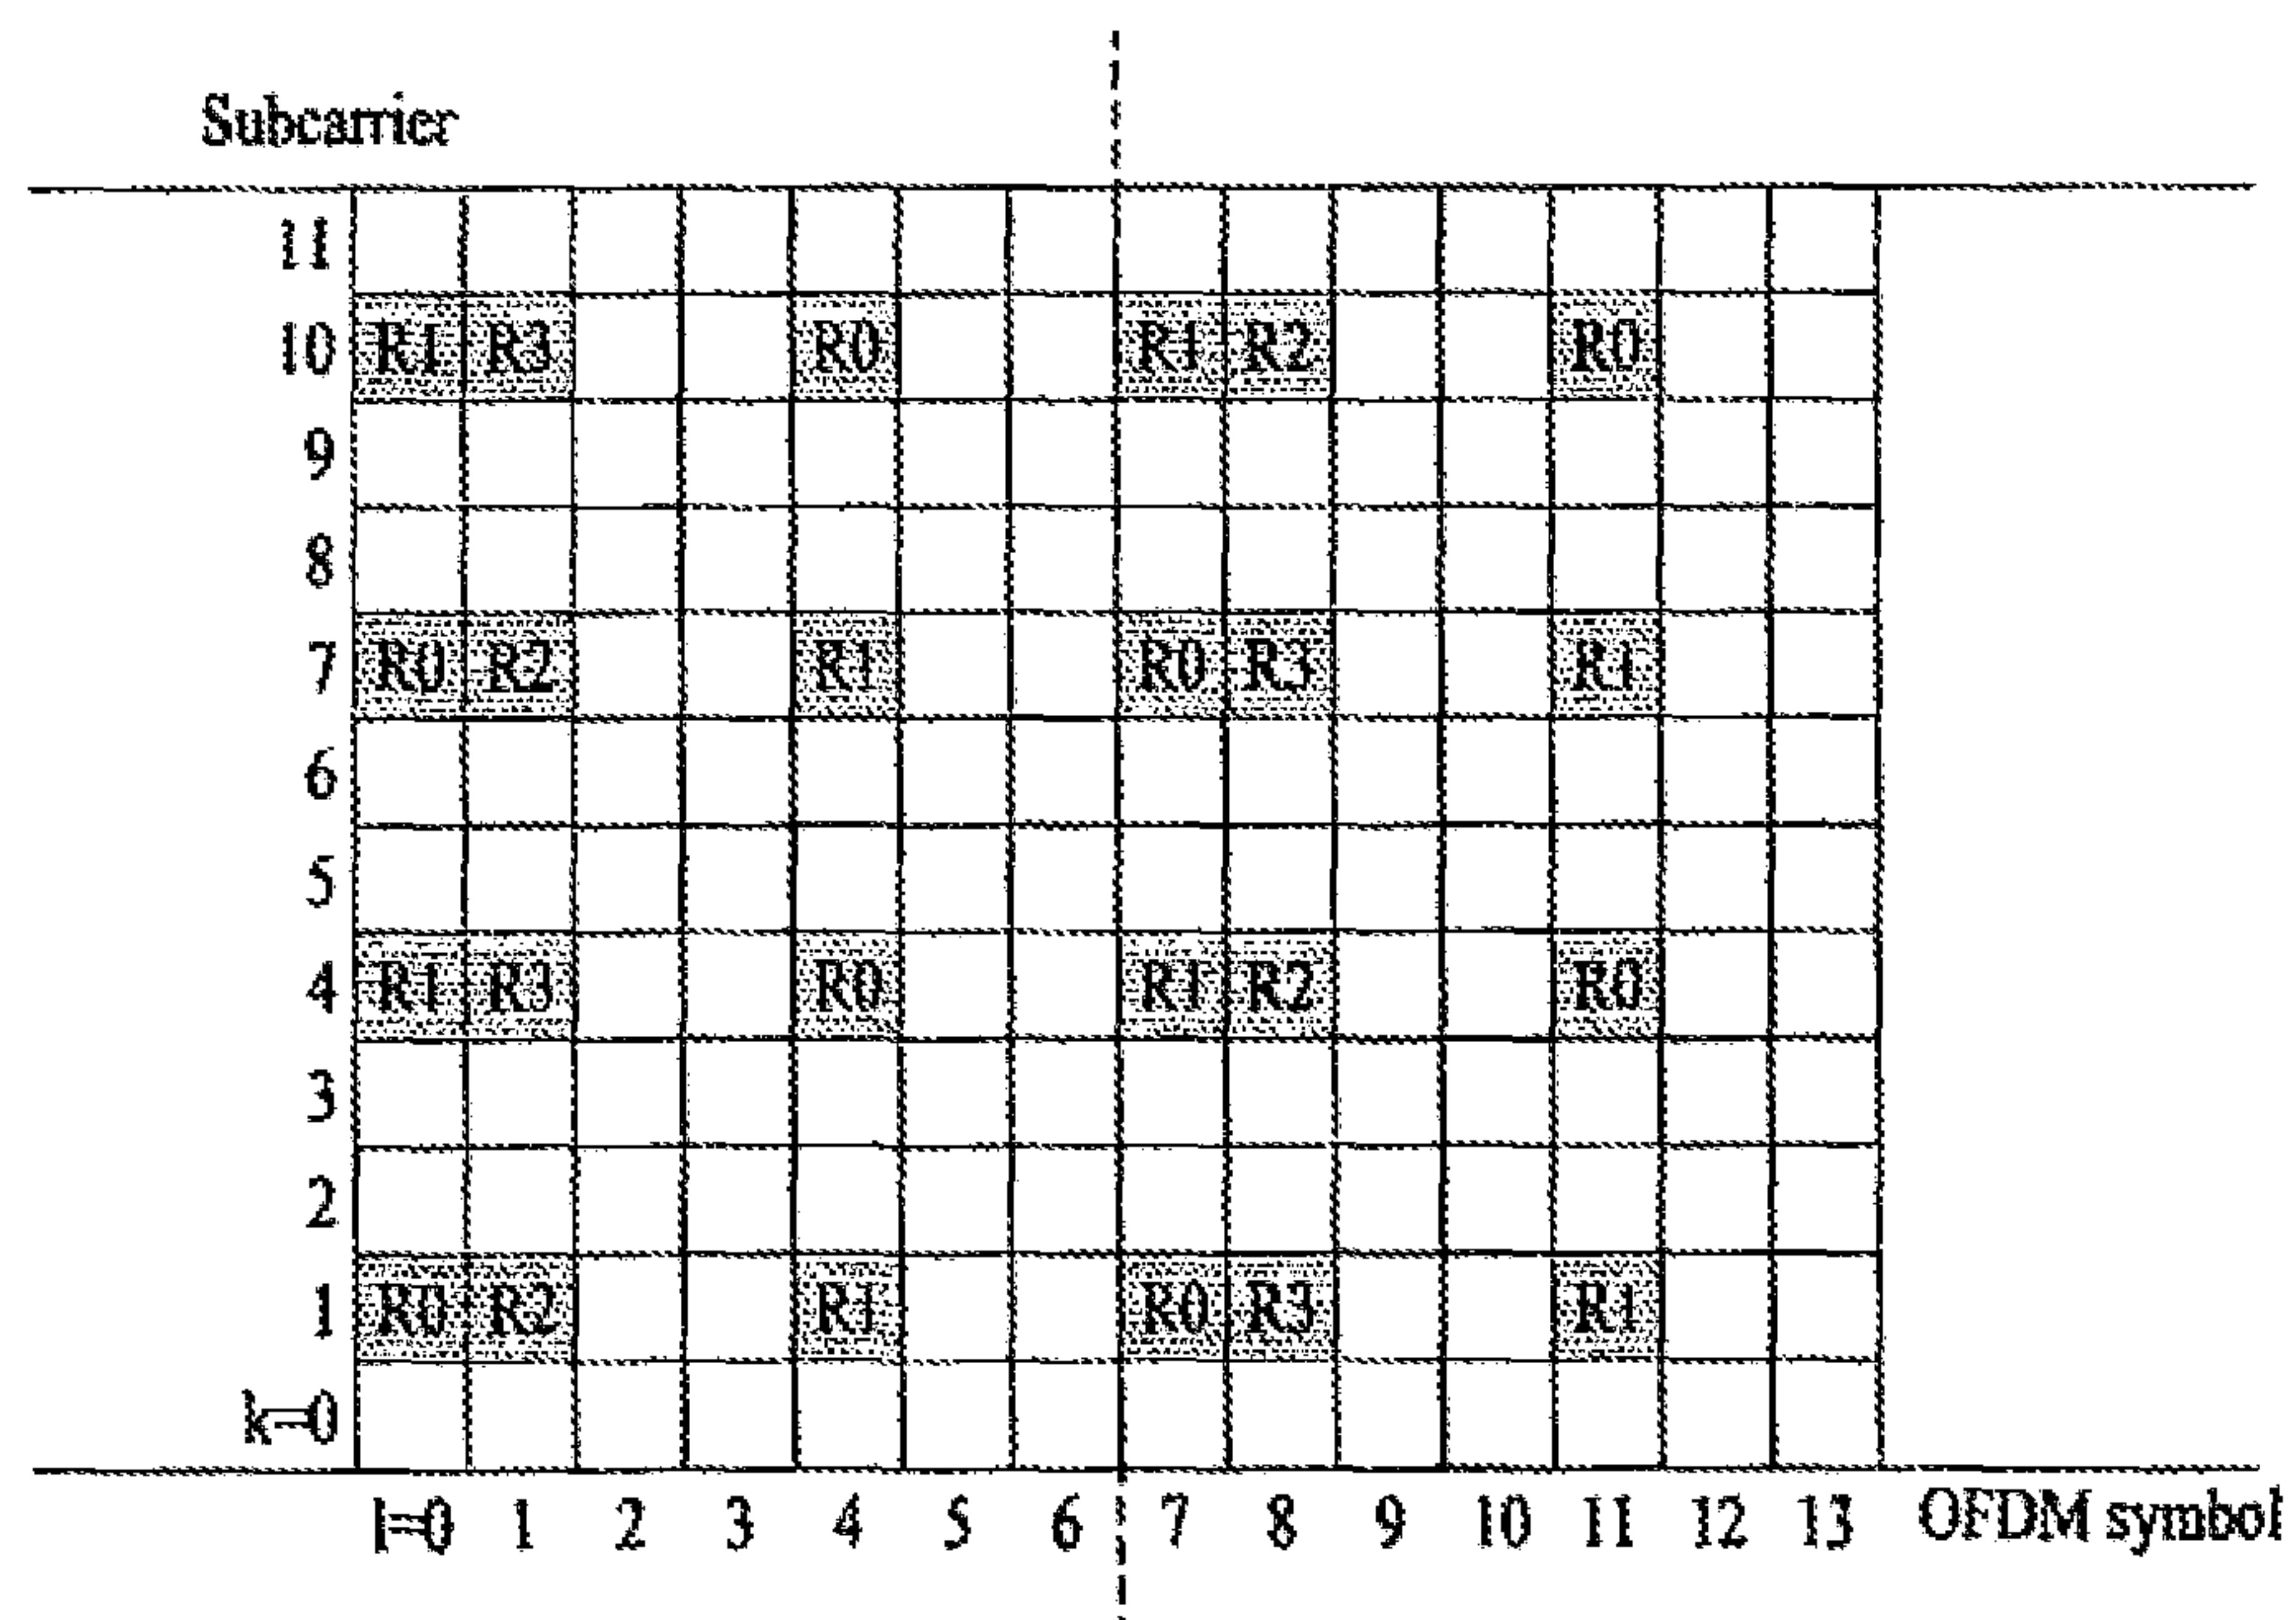 Subcarrier
11
10 R1 R3 R0 R1 R2 R0
9
8
7 R0 R2 R1 R0 R3 R1
6
5
4 R1 R3 R0 R1 R2 R0
3
2
1 R0 R2 R1 R0 R3 R1
k=0
l=0 1 2 3 4 5 6 7 8 9 10 11 12 13 OFDM symbol